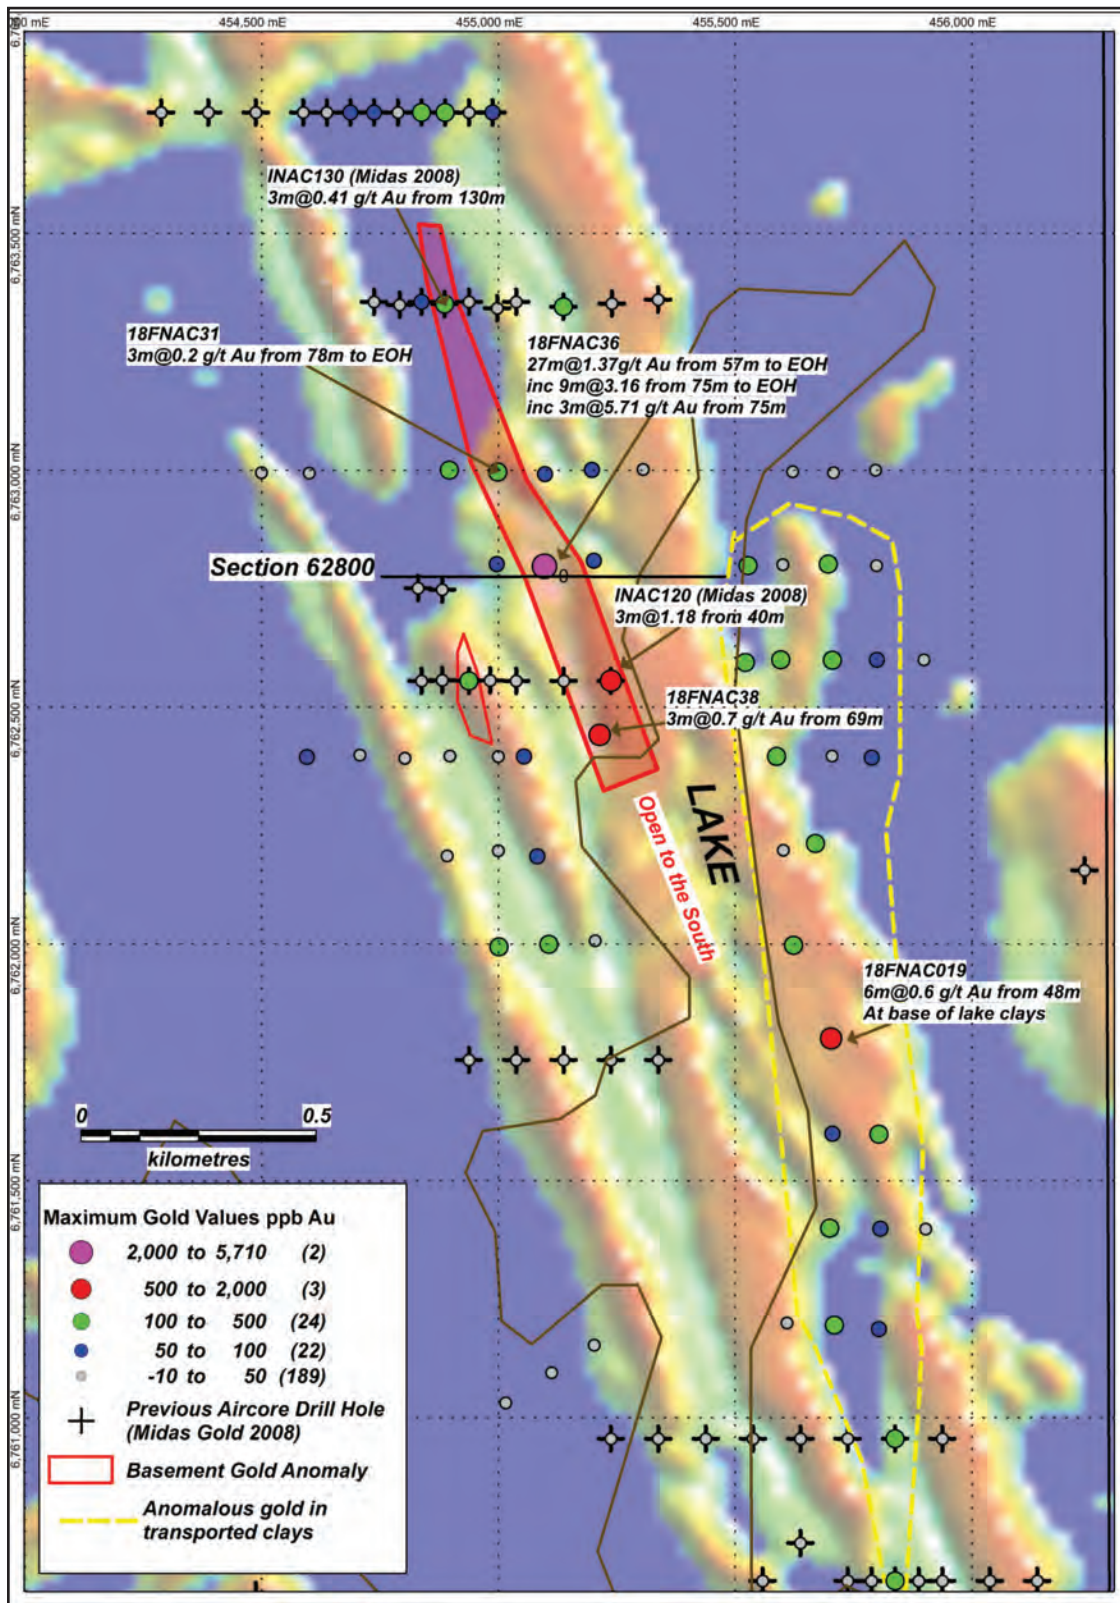 454,500 mE
455,000 mE
455,500 mE
456,000 mE
6,763,500 mN
6,763,000 mN
6,762,500 mN
6,762,000 mN
6,761,500 mN
6,761,000 mN
INAC130 (Midas 2008)
3m@0.41 g/t Au from 130m
18FNAC31
3m@0.2 g/t Au from 78m to EOH
18FNAC36
27m@1.37g/t Au from 57m to EOH
inc 9m@3.16 from 75m to EOH
inc 3m@5.71 g/t Au from 75m
Section 62800
INAC120 (Midas 2008)
3m@1.18 from 40m
18FNAC38
3m@0.7 g/t Au from 69m
LAKE
Open to the South
18FNAC019
6m@0.6 g/t Au from 48m
At base of lake clays
0 0.5
kilometres
Maximum Gold Values ppb Au
2,000 to 5,710 (2)
500 to 2,000 (3)
100 to 500 (24)
50 to 100 (22)
-10 to 50 (189)
Previous Aircore Drill Hole
(Midas Gold 2008)
Basement Gold Anomaly
Anomalous gold in
transported clays